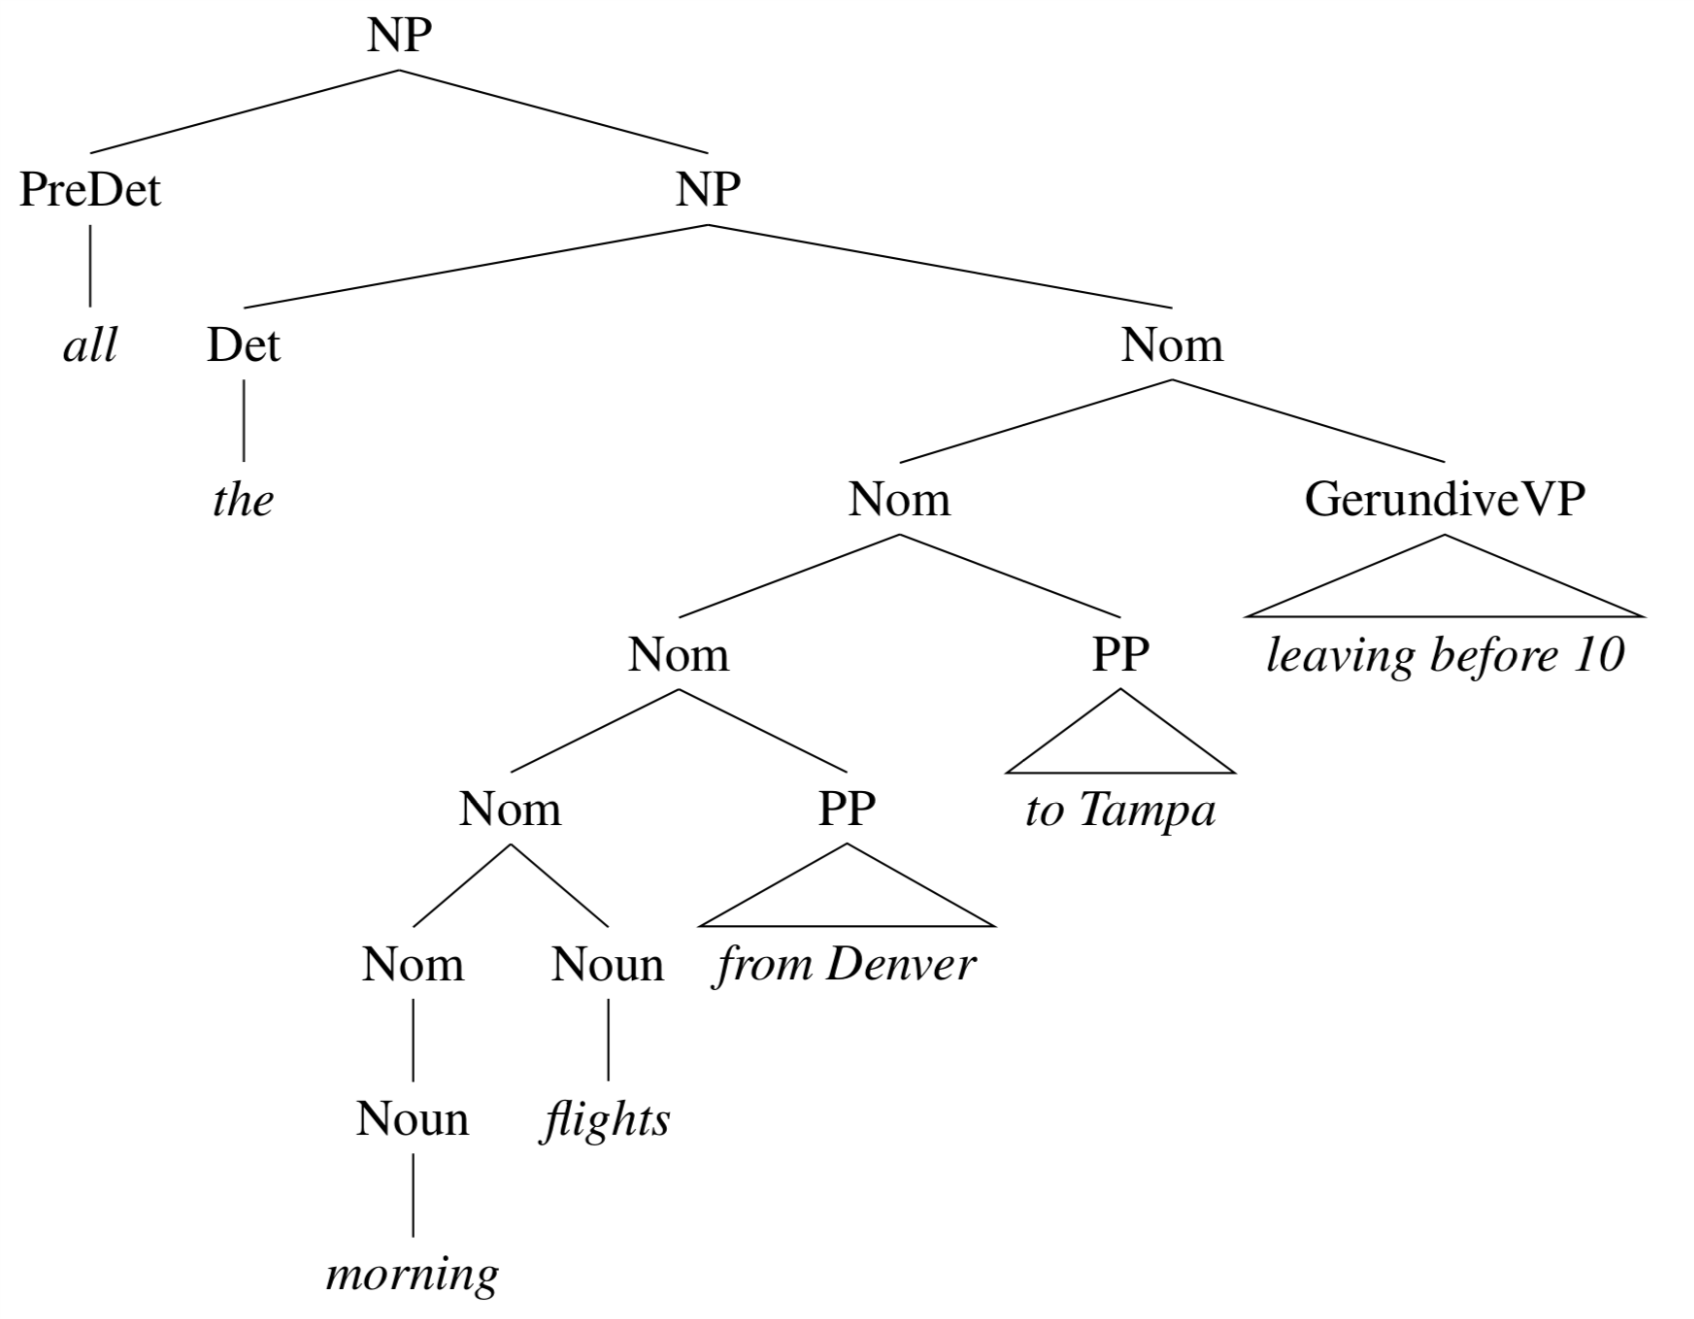 NP
PreDet NP
all Det Nom
the Nom GerundiveVP
Nom PP leaving before 10
Nom PP to Tampa
Nom Noun from Denver
Noun flights
morning